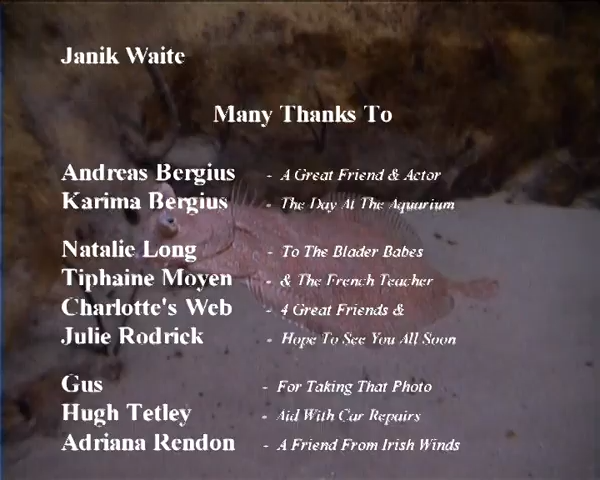 Janik Waite
Many Thanks To
Andreas Bergius - A Great Friend & Actor
Karima Bergius - The Day At The Aquarium
Natalie Long - To The Blader Babes
Tiphaine Moyen - & The French Teacher
Charlotte's Web - 4 Great Friends &
Julie Rodrick - Hope To See You All Soon
Gus - For Taking That Photo
Hugh Tetley - Aid With Car Repairs
Adriana Rendon - A Friend From Irish Winds